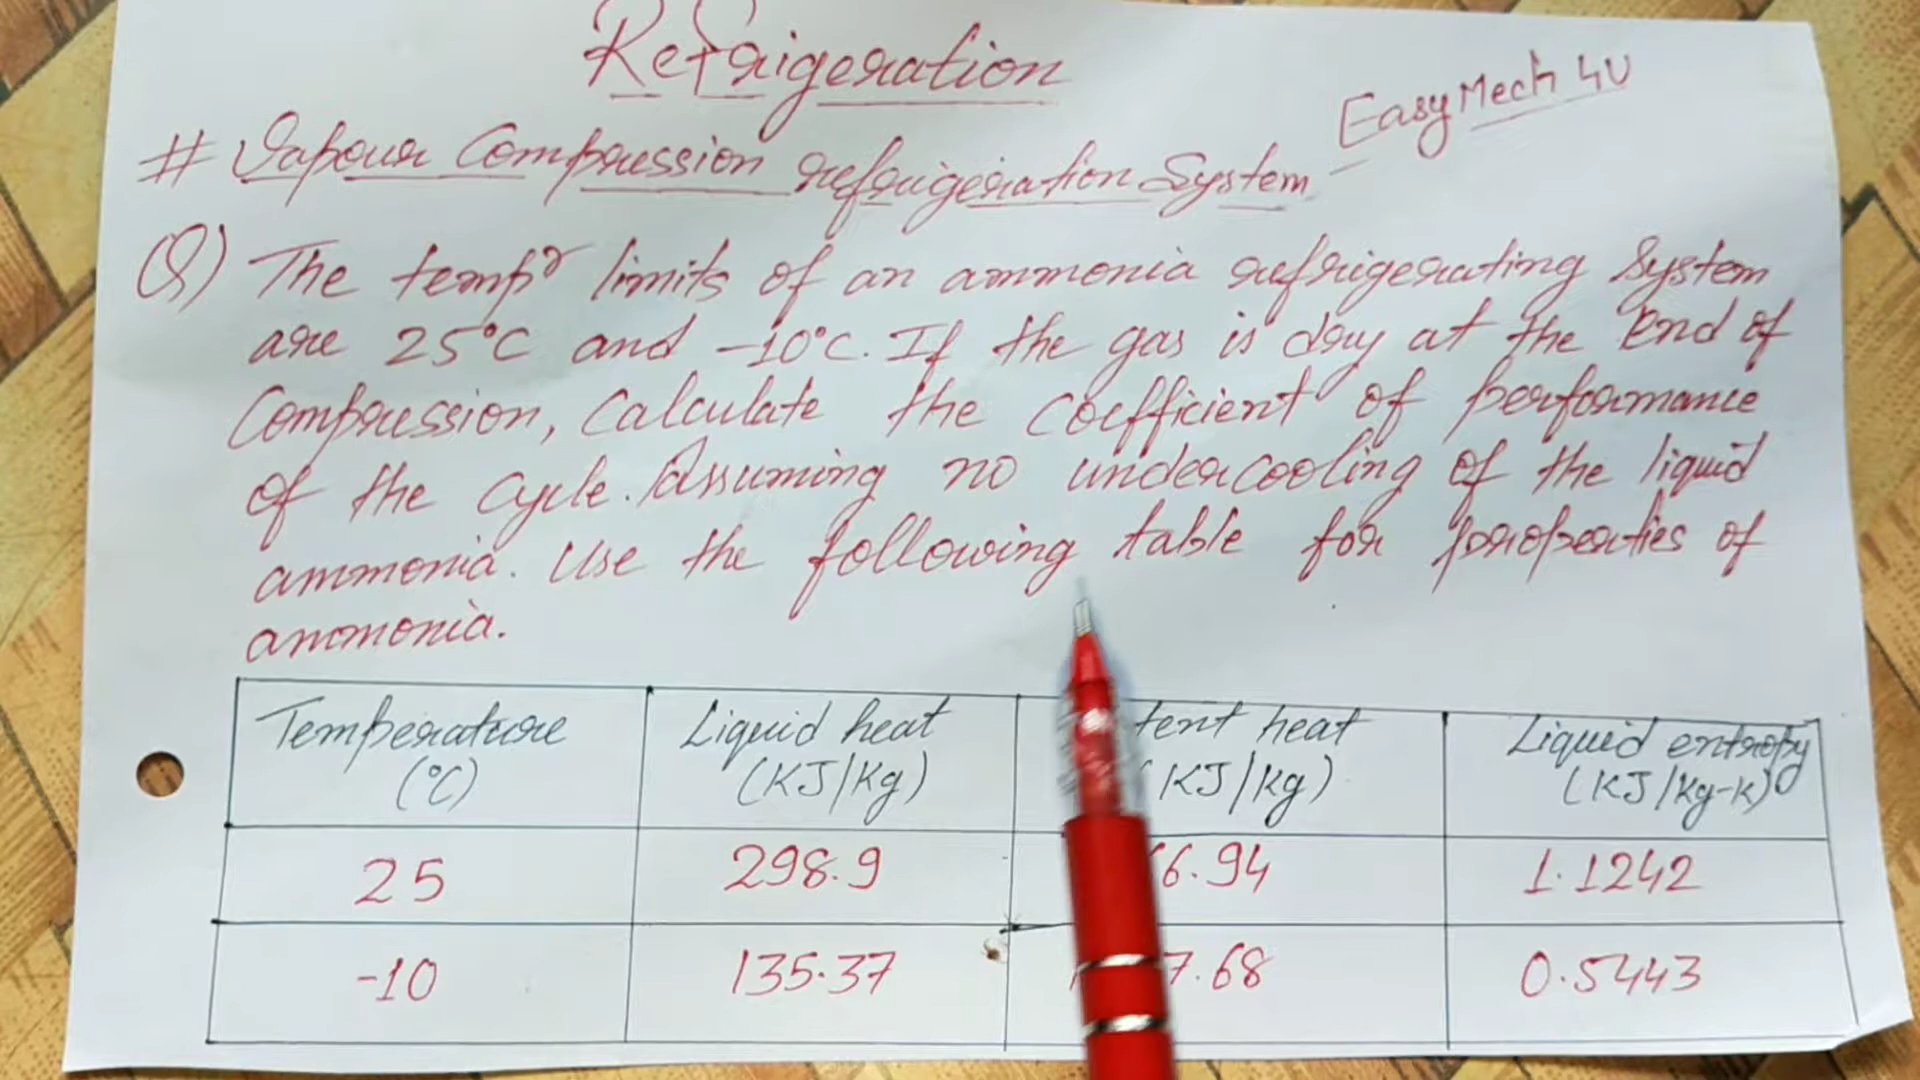 Refrigeration
EasyMech 4U
# Vapour Compression refrigeration System
Q) The tempr limits of an ammonia refrigerating System
are 25°C and -10°C. If the gas is dry at the End of
Compression, Calculate the Coefficient of performance
of the Cycle. Assuming no undercooling of the liquid
ammonia. Use the following table for properties of
ammonia.
Temperature (°C)
Liquid heat (KJ/Kg)
heat (KJ/Kg)
Liquid entropy (KJ/Kg-K)
25
298.9
6.94
1.1242
-10
135.37
7.68
0.5443